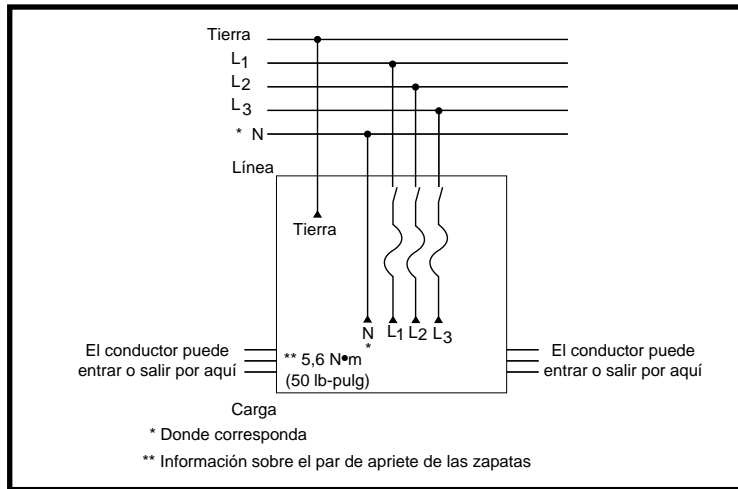 Tierra
L1
L2
L3
* N
Línea
Tierra
N L1 L2 L3
*
El conductor puede
entrar o salir por aquí
** 5,6 N•m
(50 lb-pulg)
El conductor puede
entrar o salir por aquí
Carga
* Donde corresponda
** Información sobre el par de apriete de las zapatas